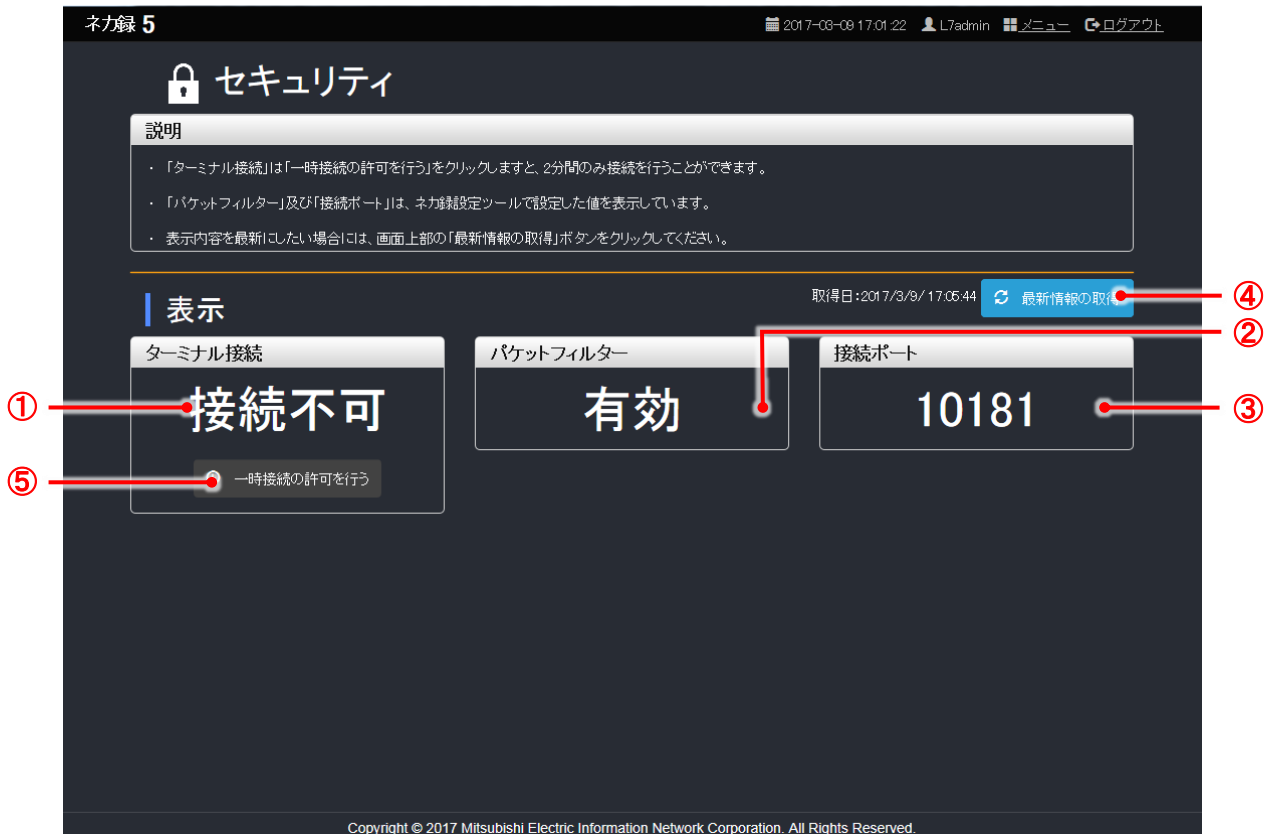 ネカ録 5 2017-03-09 17:01:22 L7admin メニュー ログアウト
セキュリティ
説明
・ 「ターミナル接続」は「一時接続の許可を行う」をクリックしますと、2分間のみ接続を行うことができます。
・ 「パケットフィルター」及び「接続ポート」は、ネカ録設定ツールで設定した値を表示しています。
・ 表示内容を最新にしたい場合には、画面上部の「最新情報の取得」ボタンをクリックしてください。
取得日:2017/3/9/ 17:05:44 最新情報の取得 ④
表示
②
ターミナル接続 パケットフィルター 接続ポート
① 接続不可 有効 10181 ③
⑤ 一時接続の許可を行う
Copyright © 2017 Mitsubishi Electric Information Network Corporation. All Rights Reserved.